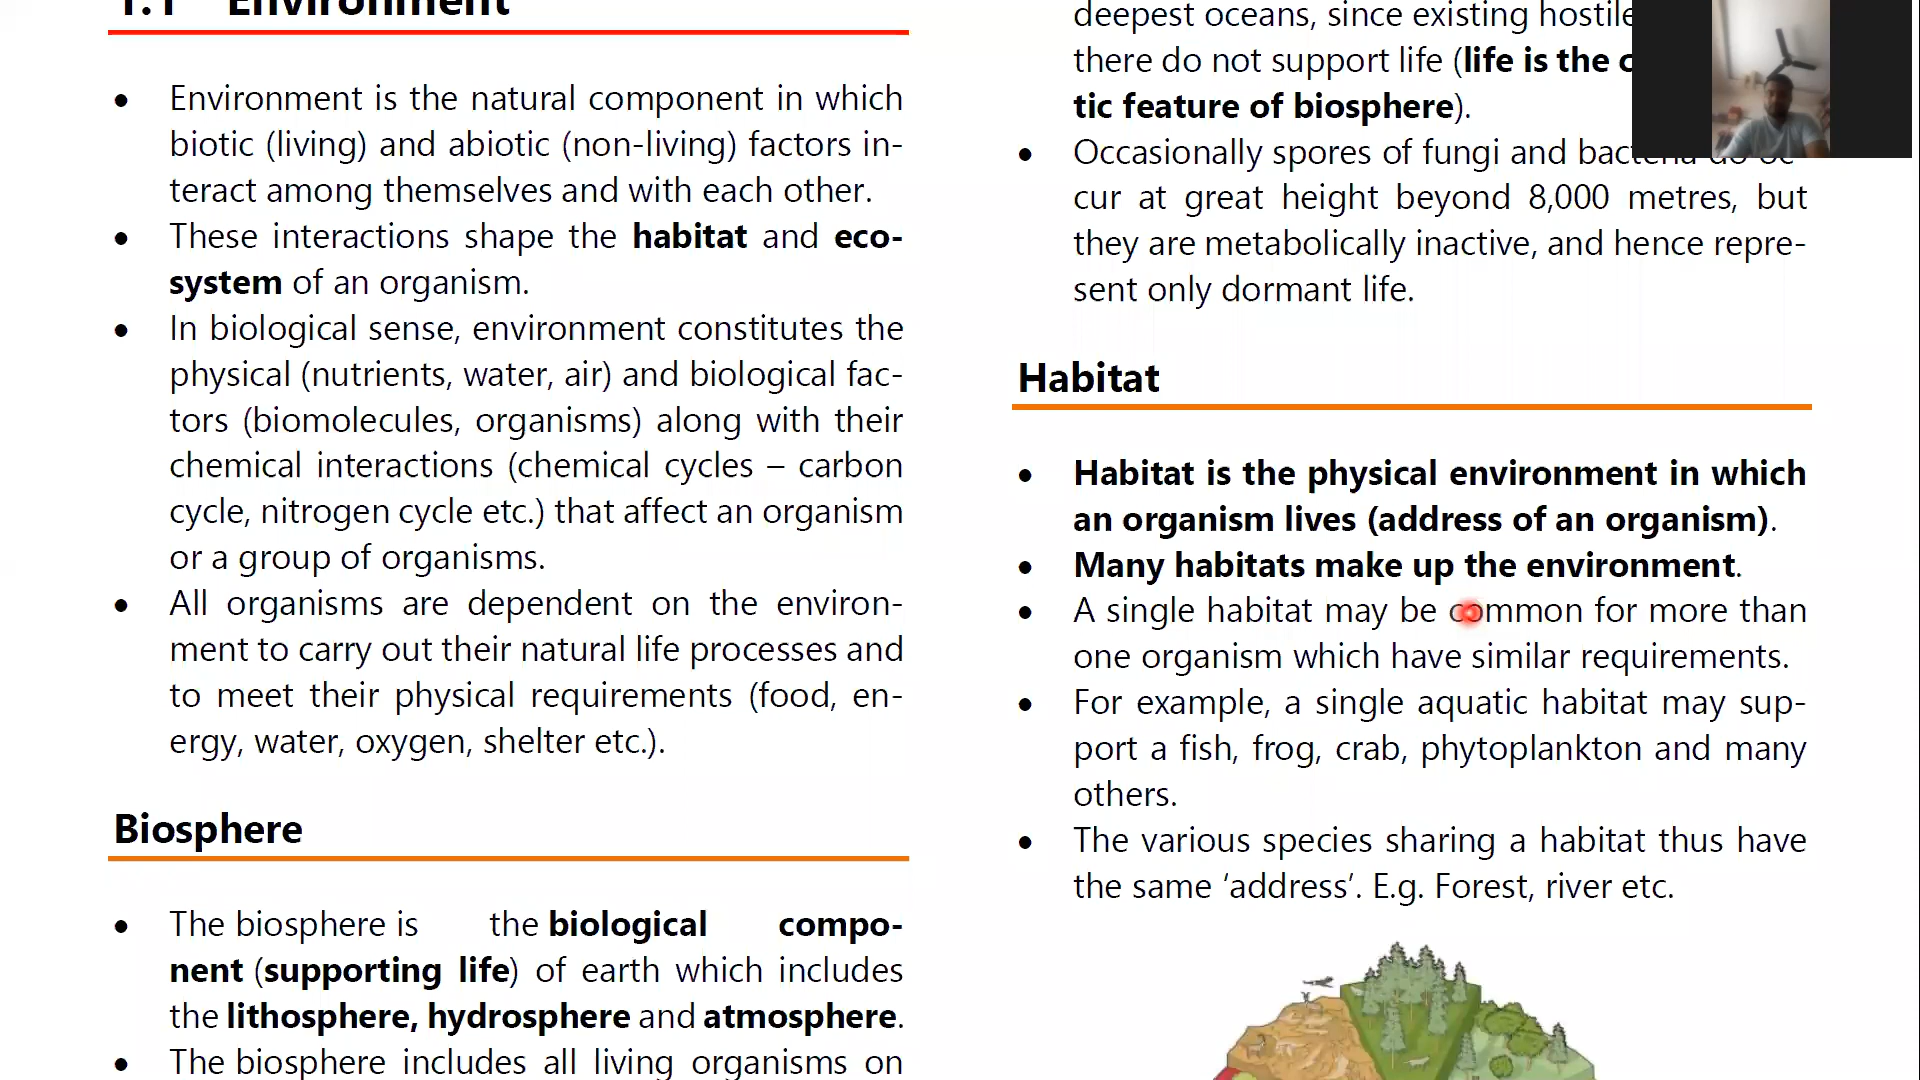 1.1 Environment
• Environment is the natural component in which
biotic (living) and abiotic (non-living) factors in-
teract among themselves and with each other.
• These interactions shape the habitat and eco-
system of an organism.
• In biological sense, environment constitutes the
physical (nutrients, water, air) and biological fac-
tors (biomolecules, organisms) along with their
chemical interactions (chemical cycles – carbon
cycle, nitrogen cycle etc.) that affect an organism
or a group of organisms.
• All organisms are dependent on the environ-
ment to carry out their natural life processes and
to meet their physical requirements (food, en-
ergy, water, oxygen, shelter etc.).
Biosphere
• The biosphere is the biological compo-
nent (supporting life) of earth which includes
the lithosphere, hydrosphere and atmosphere.
• The biosphere includes all living organisms on
deepest oceans, since existing hostile
there do not support life (life is the
tic feature of biosphere).
• Occasionally spores of fungi and bacteria do oc-
cur at great height beyond 8,000 metres, but
they are metabolically inactive, and hence repre-
sent only dormant life.
Habitat
• Habitat is the physical environment in which
an organism lives (address of an organism).
• Many habitats make up the environment.
• A single habitat may be common for more than
one organism which have similar requirements.
• For example, a single aquatic habitat may sup-
port a fish, frog, crab, phytoplankton and many
others.
• The various species sharing a habitat thus have
the same ‘address’. E.g. Forest, river etc.